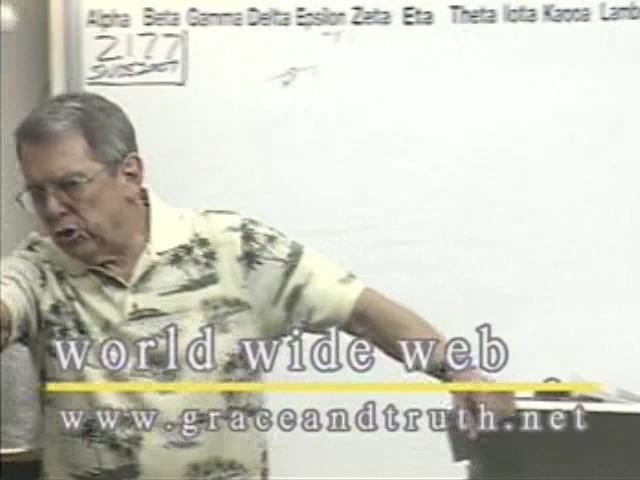 Alpha Beta Gamma Delta Epsilon Zeta Eta Theta Iota Kappa
2177
world wide web
www.graceandtruth.net